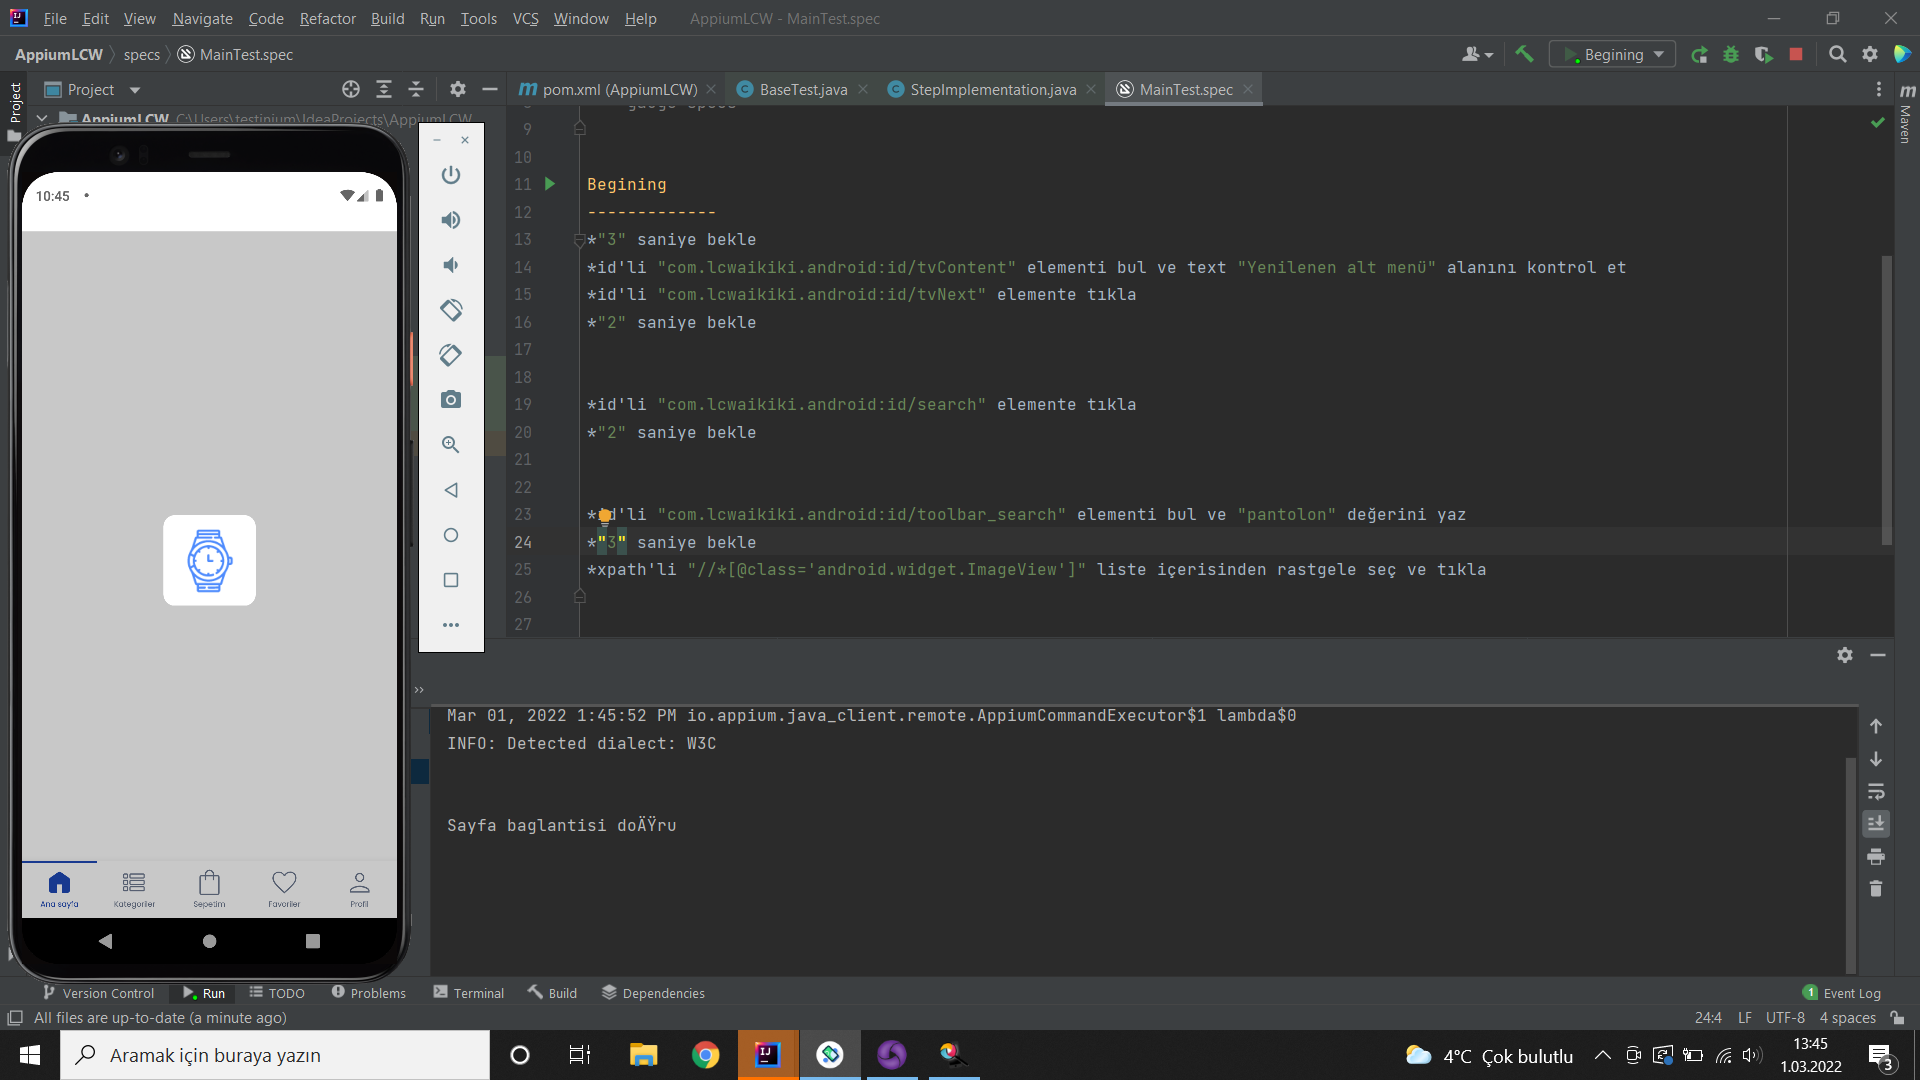 File Edit View Navigate Code Refactor Build Run Tools VCS Window Help AppiumLCW - MainTest.spec
AppiumLCW specs MainTest.spec Begining
Project
Project
pom.xml (AppiumLCW) BaseTest.java StepImplementation.java MainTest.spec
Maven
AppiumLCW C:\Users\testinium\IdeaProjects\AppiumLCW
10:45
9
10
11 Begining
12 -------------
13 *"3" saniye bekle
14 *id'li "com.lcwaikiki.android:id/tvContent" elementi bul ve text "Yenilenen alt menü" alanını kontrol et
15 *id'li "com.lcwaikiki.android:id/tvNext" elemente tıkla
16 *"2" saniye bekle
17
18
19 *id'li "com.lcwaikiki.android:id/search" elemente tıkla
20 *"2" saniye bekle
21
22
23 *id'li "com.lcwaikiki.android:id/toolbar_search" elementi bul ve "pantolon" değerini yaz
24 *"3" saniye bekle
25 *xpath'li "//*[@class='android.widget.ImageView']" liste içerisinden rastgele seç ve tıkla
26
27
Mar 01, 2022 1:45:52 PM io.appium.java_client.remote.AppiumCommandExecutor$1 lambda$0
INFO: Detected dialect: W3C
Sayfa baglantisi doÄŸru
Ana sayfa Kategoriler Sepetim Favoriler Profil
Version Control Run TODO Problems Terminal Build Dependencies 1 Event Log
All files are up-to-date (a minute ago) 24:4 LF UTF-8 4 spaces
Aramak için buraya yazın
4°C Çok bulutlu
13:45
1.03.2022
3